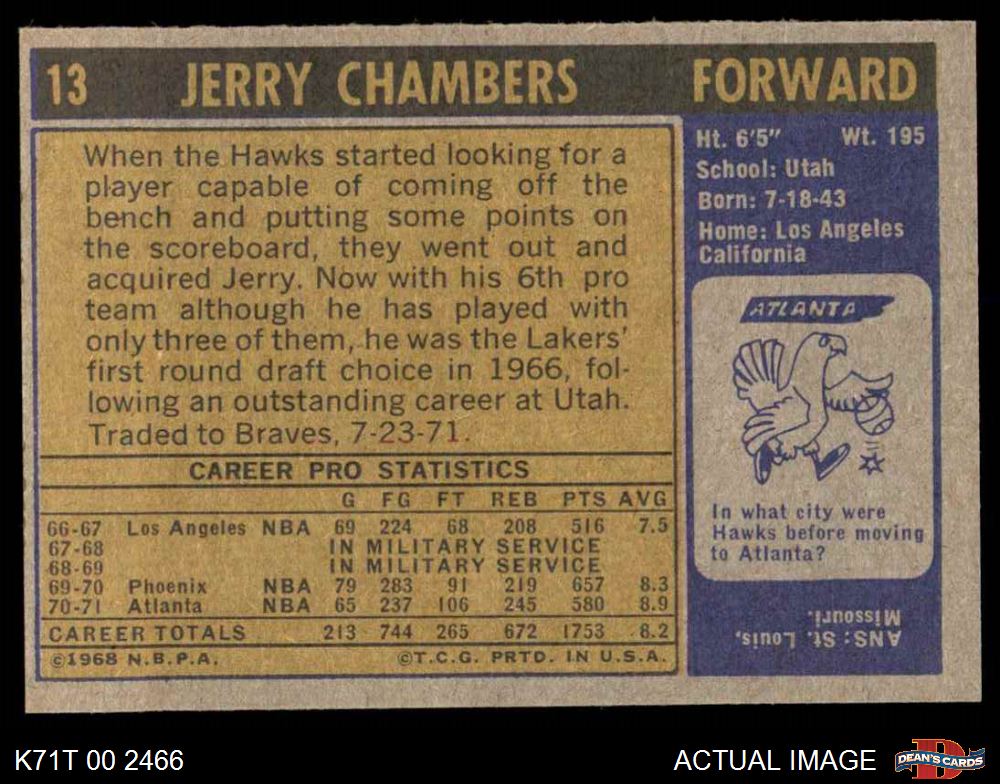 13 JERRY CHAMBERS FORWARD
When the Hawks started looking for a
player capable of coming off the
bench and putting some points on
the scoreboard, they went out and
acquired Jerry. Now with his 6th pro
team although he has played with
only three of them, he was the Lakers'
first round draft choice in 1966, fol-
lowing an outstanding career at Utah.
Traded to Braves, 7-23-71.
CAREER PRO STATISTICS
G FG FT REB PTS AVG
66-67 Los Angeles NBA 69 224 68 208 516 7.5
67-68 IN MILITARY SERVICE
68-69 IN MILITARY SERVICE
69-70 Phoenix NBA 79 283 91 219 657 8.3
70-71 Atlanta NBA 65 237 106 245 580 8.9
CAREER TOTALS 213 744 265 672 1753 8.2
©1968 N.B.P.A. ©T.C.G. PRTD. IN U.S.A.
Ht. 6'5" Wt. 195
School: Utah
Born: 7-18-43
Home: Los Angeles
California
ATLANTA
In what city were
Hawks before moving
to Atlanta?
ANS: St. Louis,
Missouri.
K71T 00 2466
ACTUAL IMAGE
D
DEAN'S CARDS